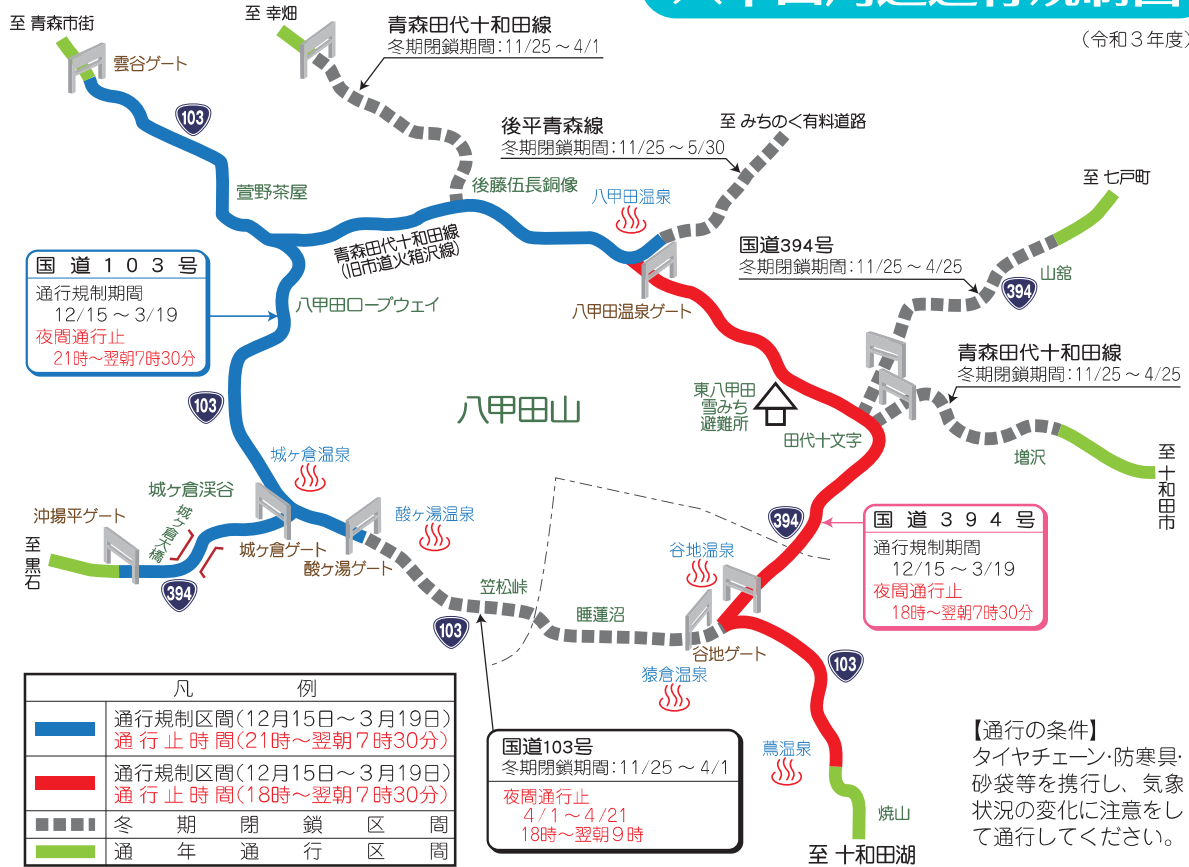 八甲田周辺通行規制図
(令和3年度)
至 青森市街
至 幸畑
青森田代十和田線
冬期閉鎖期間:11/25～4/1
雲谷ゲート
103
後平青森線
冬期閉鎖期間:11/25～5/30
至 みちのく有料道路
至 七戸町
萱野茶屋
後藤伍長銅像
八甲田温泉
青森田代十和田線
(旧市道火箱沢線)
国道394号
冬期閉鎖期間:11/25～4/25
山舘
394
国道103号
通行規制期間
12/15～3/19
夜間通行止
21時～翌朝7時30分
八甲田ロープウェイ
八甲田温泉ゲート
青森田代十和田線
冬期閉鎖期間:11/25～4/25
103
八甲田山
東八甲田
雪みち
避難所
田代十文字
増沢
至 十和田市
城ヶ倉温泉
城ヶ倉渓谷
城ヶ倉大橋
沖揚平ゲート
至 黒石
394
城ヶ倉ゲート
酸ヶ湯温泉
酸ヶ湯ゲート
394
国道394号
通行規制期間
12/15～3/19
夜間通行止
18時～翌朝7時30分
谷地温泉
笠松峠
睡蓮沼
103
谷地ゲート
猿倉温泉
103
凡例
通行規制区間(12月15日～3月19日)
通行止時間(21時～翌朝7時30分)
通行規制区間(12月15日～3月19日)
通行止時間(18時～翌朝7時30分)
冬期閉鎖区間
通年通行区間
国道103号
冬期閉鎖期間:11/25～4/1
夜間通行止
4/1～4/21
18時～翌朝9時
蔦温泉
焼山
至 十和田湖
【通行の条件】
タイヤチェーン・防寒具・
砂袋等を携行し、気象
状況の変化に注意をし
て通行してください。